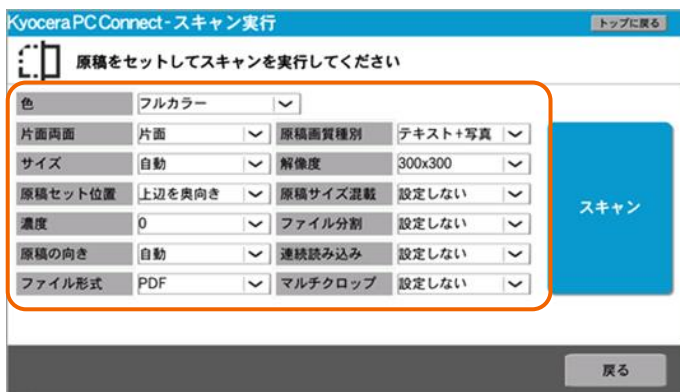 Kyocera PC Connect - スキャン実行 トップに戻る
原稿をセットしてスキャンを実行してください
色 フルカラー
片面両面 片面 原稿画質種別 テキスト+写真
サイズ 自動 解像度 300x300
原稿セット位置 上辺を奥向き 原稿サイズ混載 設定しない
濃度 0 ファイル分割 設定しない
原稿の向き 自動 連続読み込み 設定しない
ファイル形式 PDF マルチクロップ 設定しない
スキャン
戻る